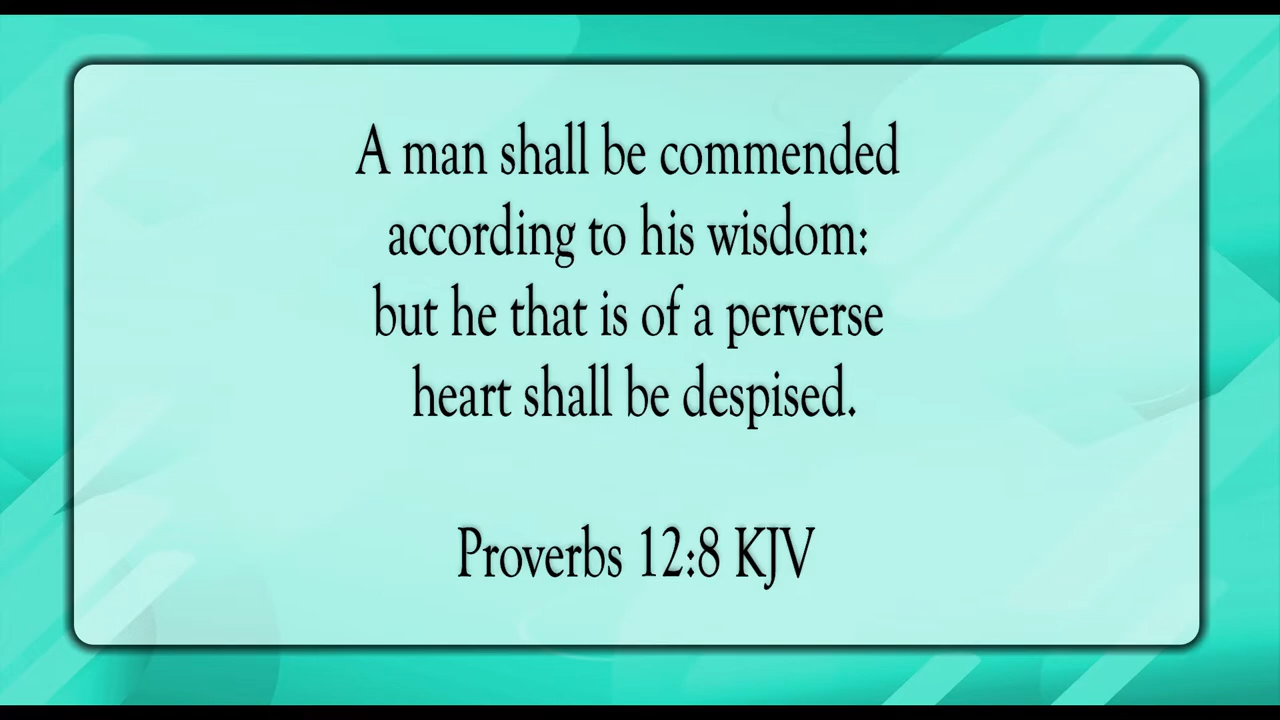 A man shall be commended
according to his wisdom:
but he that is of a perverse
heart shall be despised.
Proverbs 12:8 KJV